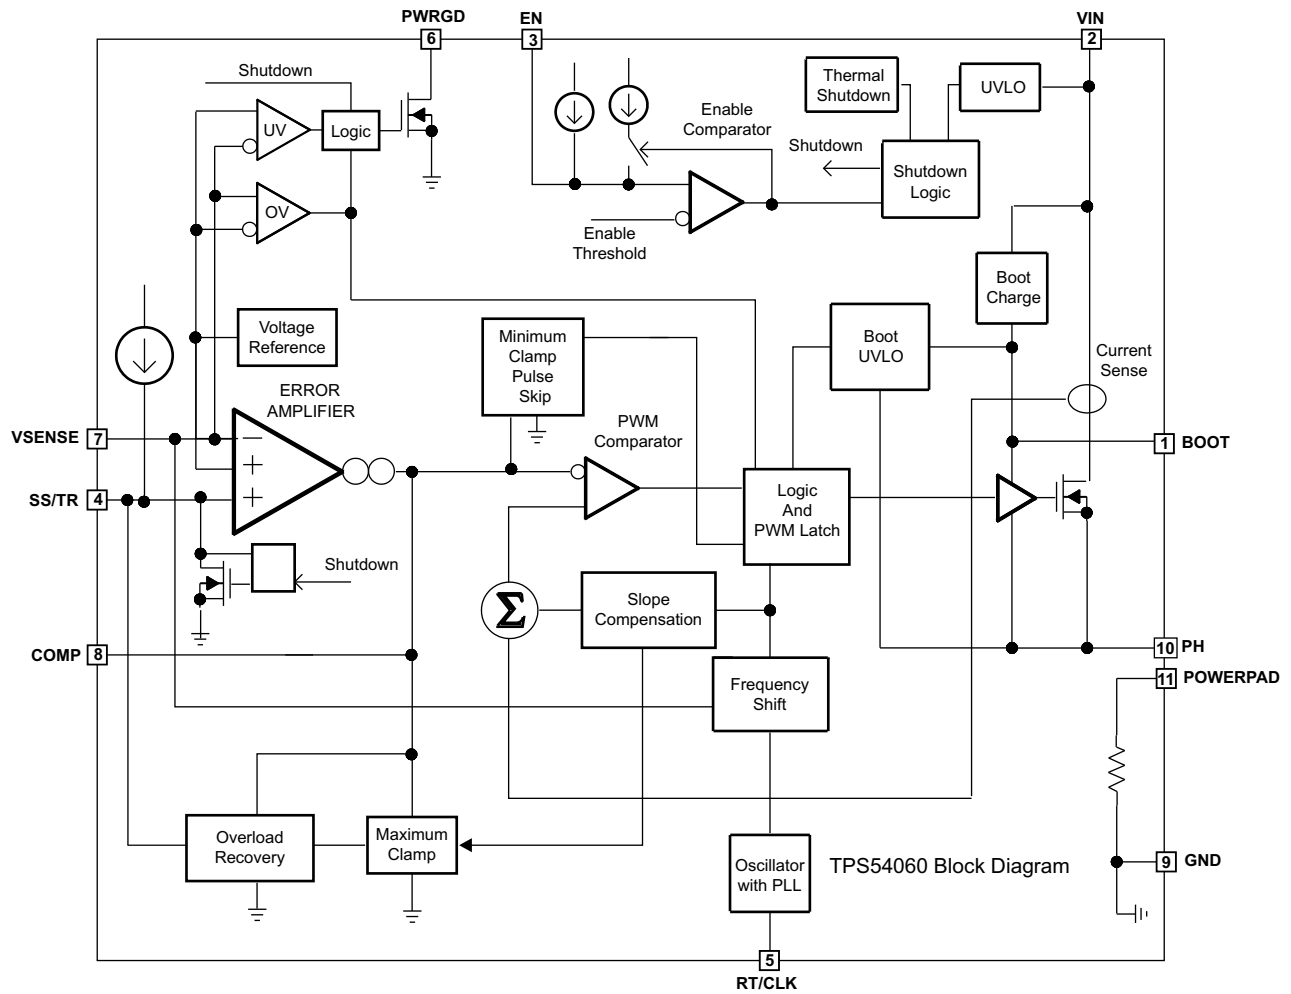 PWRGD
EN
VIN
6
3
2
Shutdown
Thermal
Shutdown
UVLO
UV
Logic
Enable
Comparator
Shutdown
Shutdown
Logic
OV
Enable
Threshold
Boot
Charge
Voltage
Reference
Minimum
Clamp
Pulse
Skip
Boot
UVLO
Current
Sense
ERROR
AMPLIFIER
PWM
Comparator
VSENSE
7
−
+
+
1
BOOT
SS/TR
4
Logic
And
PWM Latch
Shutdown
Σ
Slope
Compensation
COMP
8
10
PH
11
POWERPAD
Frequency
Shift
Overload
Recovery
Maximum
Clamp
Oscillator
with PLL
TPS54060 Block Diagram
9
GND
5
RT/CLK